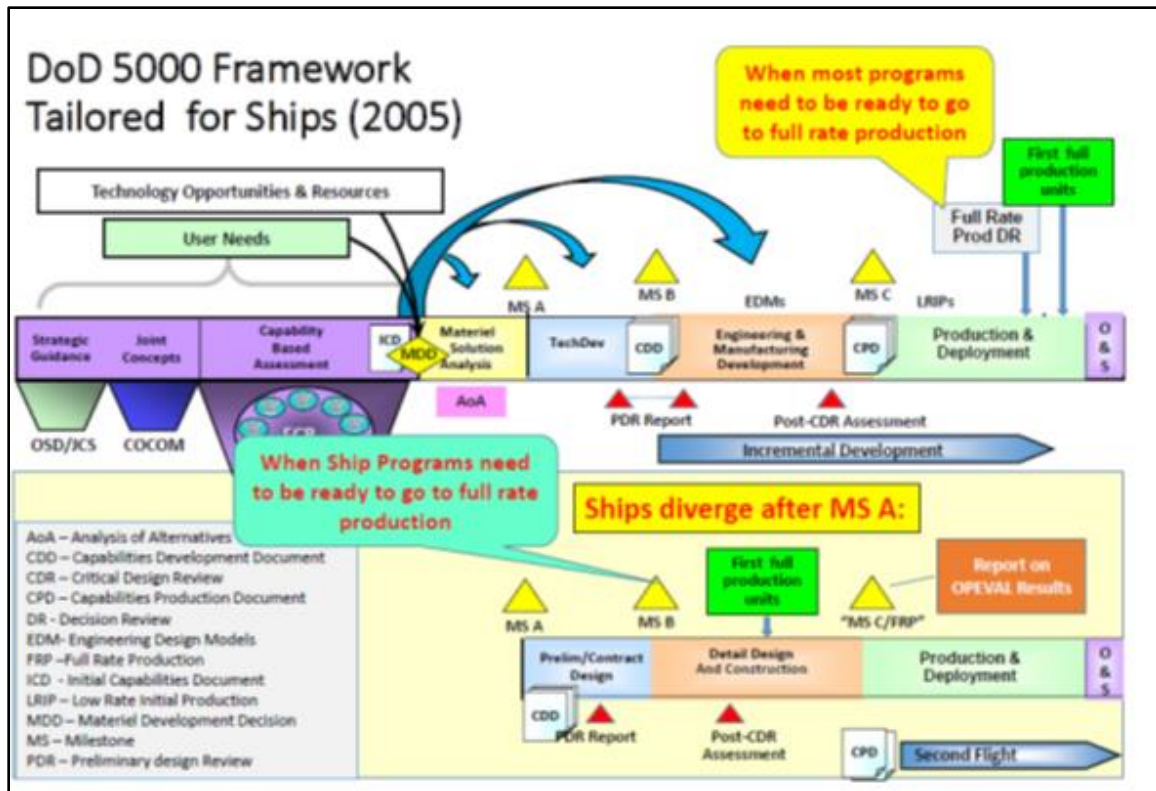 DoD 5000 Framework
Tailored for Ships (2005)
When most programs
need to be ready to go
to full rate production
First full
production
units
Technology Opportunities & Resources
User Needs
Full Rate
Prod DR
MS A
MS B
EDMs
MS C
LRIPs
Strategic
Guidance
Joint
Concepts
Capability
Based
Assessment
ICD
MDD
Materiel
Solution
Analysis
TechDev
CDD
Engineering &
Manufacturing
Development
CPD
Production &
Deployment
O
&
S
OSD/JCS
COCOM
AoA
PDR Report
Post-CDR Assessment
Incremental Development
When Ship Programs need
to be ready to go to full rate
production
Ships diverge after MS A:
AoA – Analysis of Alternatives
CDD – Capabilities Development Document
CDR – Critical Design Review
CPD – Capabilities Production Document
DR - Decision Review
EDM- Engineering Design Models
FRP –Full Rate Production
ICD - Initial Capabilities Document
LRIP – Low Rate Initial Production
MDD – Materiel Development Decision
MS – Milestone
PDR – Preliminary design Review
First full
production
units
Report on
OPEVAL Results
MS A
MS B
"MS C/FRP"
Prelim/Contract
Design
Detail Design
And Construction
Production &
Deployment
O
&
S
CDD
PDR Report
Post-CDR
Assessment
CPD
Second Flight